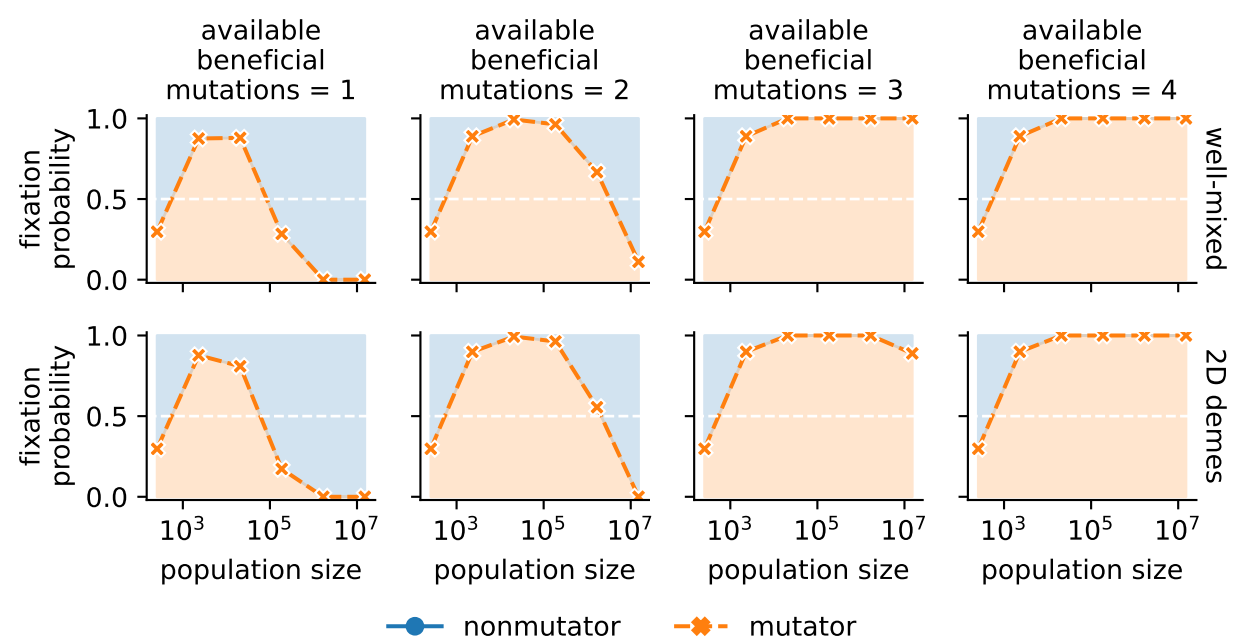 available
beneficial
mutations = 1
available
beneficial
mutations = 2
available
beneficial
mutations = 3
available
beneficial
mutations = 4
fixation
probability
1.0
0.5
0.0
well-mixed
fixation
probability
1.0
0.5
0.0
2D demes
10³ 10⁵ 10⁷
10³ 10⁵ 10⁷
10³ 10⁵ 10⁷
10³ 10⁵ 10⁷
population size
population size
population size
population size
nonmutator
mutator